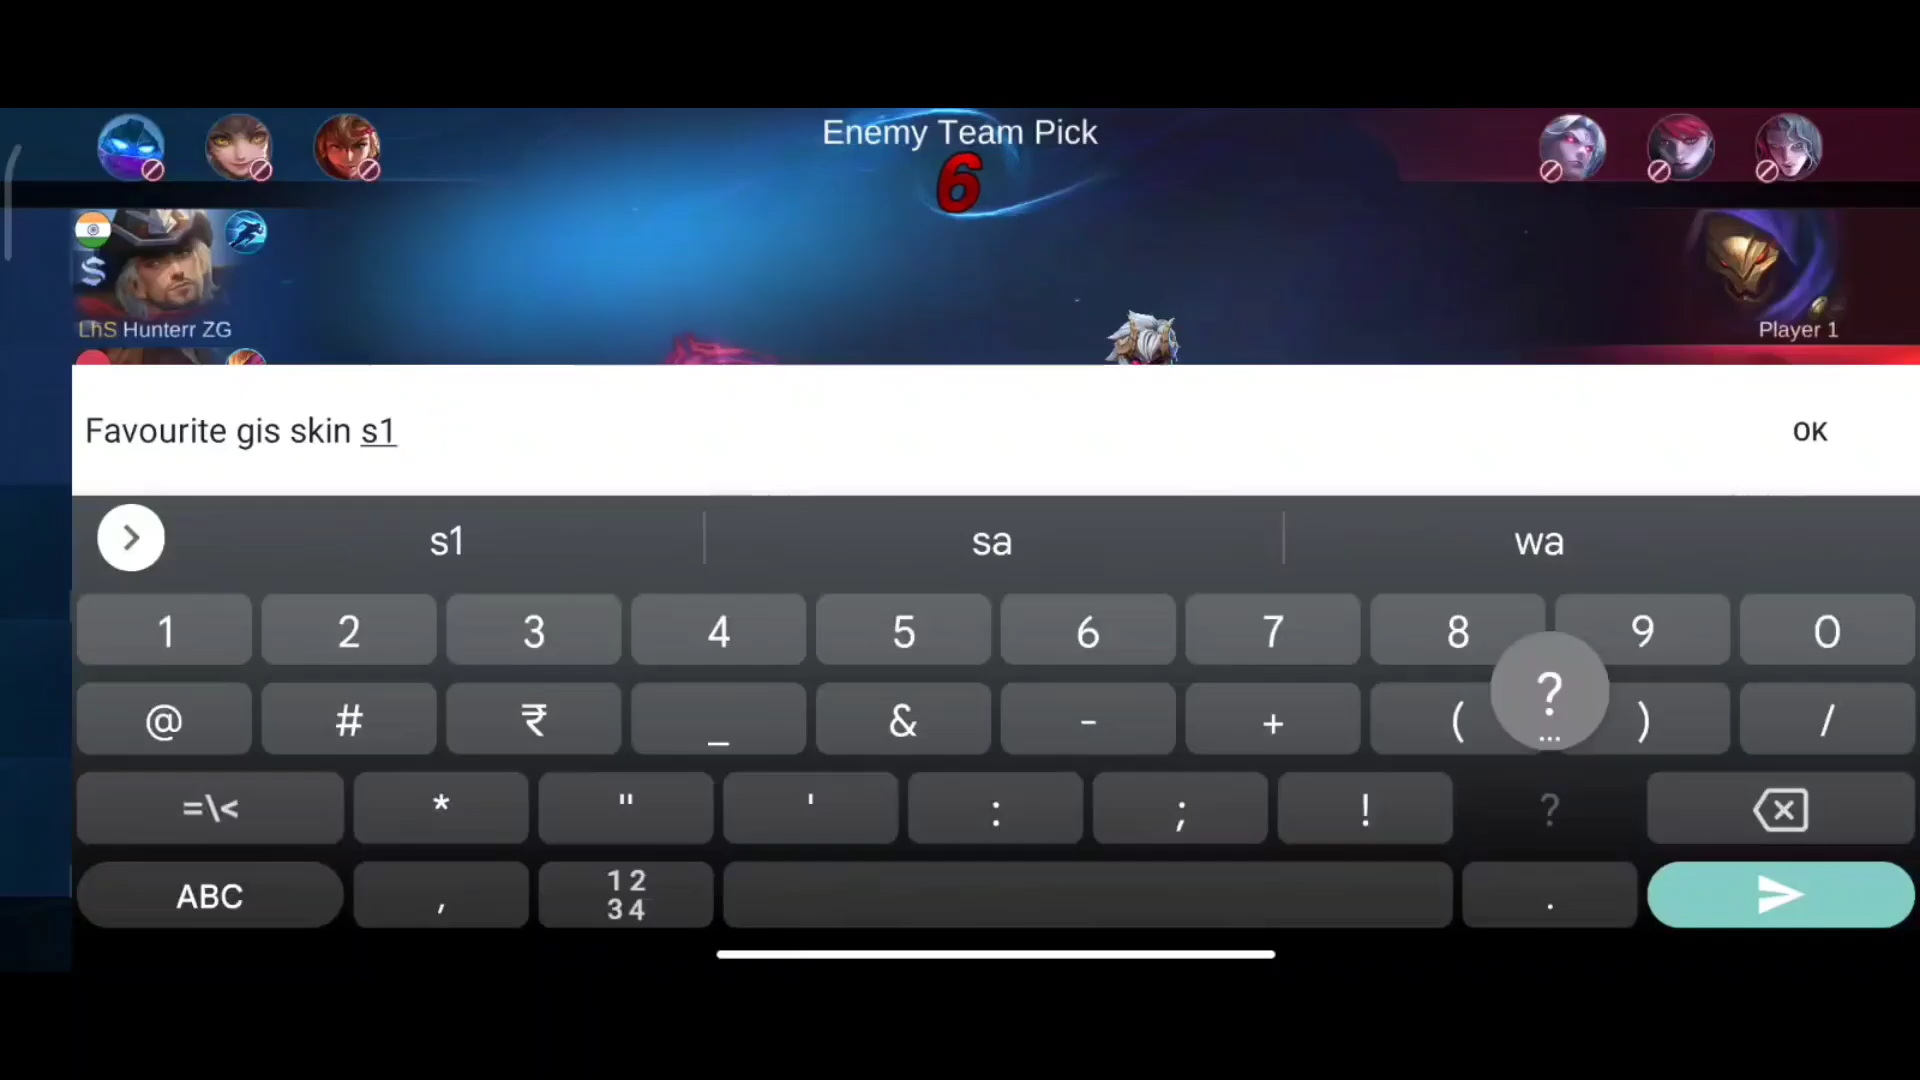 Enemy Team Pick
6
LhS Hunterr ZG
Player 1
Favourite gis skin s1
OK
s1 sa wa
1 2 3 4 5 6 7 8 9 0
@ # ₹ _ & - + ( ? ) /
=\< * " ' : ; ! ?
ABC , 12 .
34